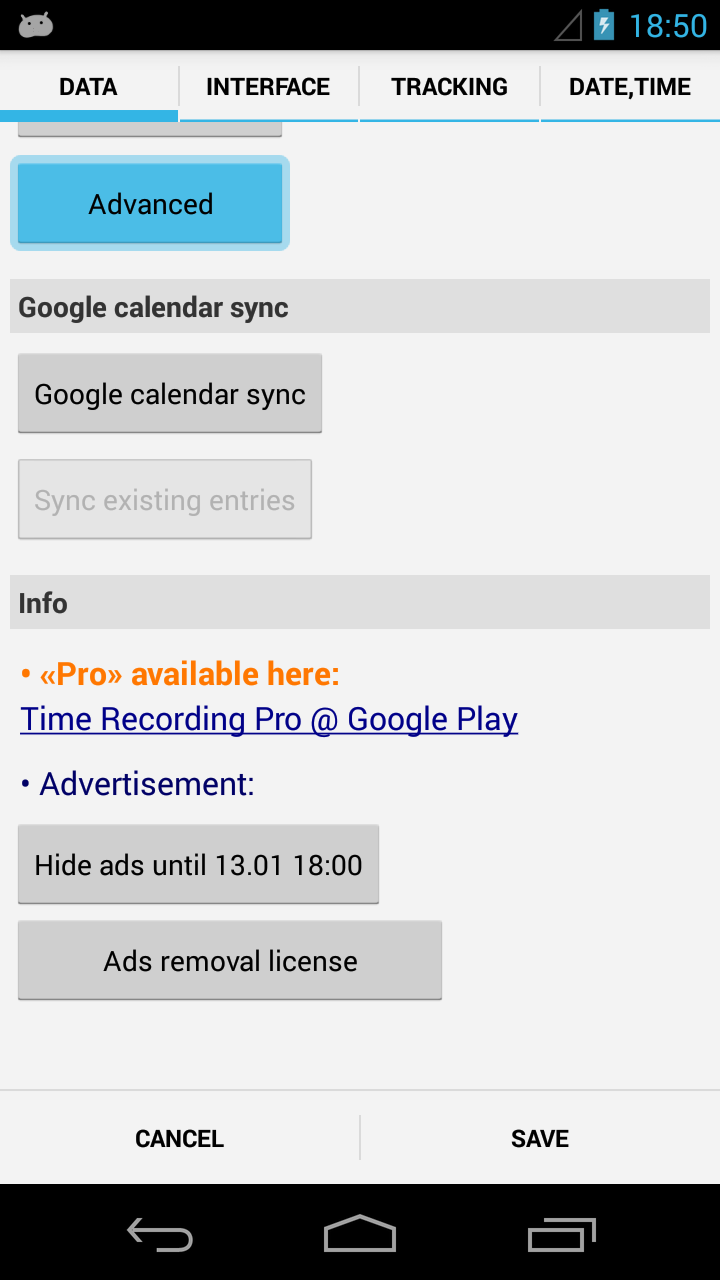 18:50
DATA
INTERFACE
TRACKING
DATE,TIME
Advanced
Google calendar sync
Google calendar sync
Sync existing entries
Info
• «Pro» available here:
Time Recording Pro @ Google Play
• Advertisement:
Hide ads until 13.01 18:00
Ads removal license
CANCEL
SAVE